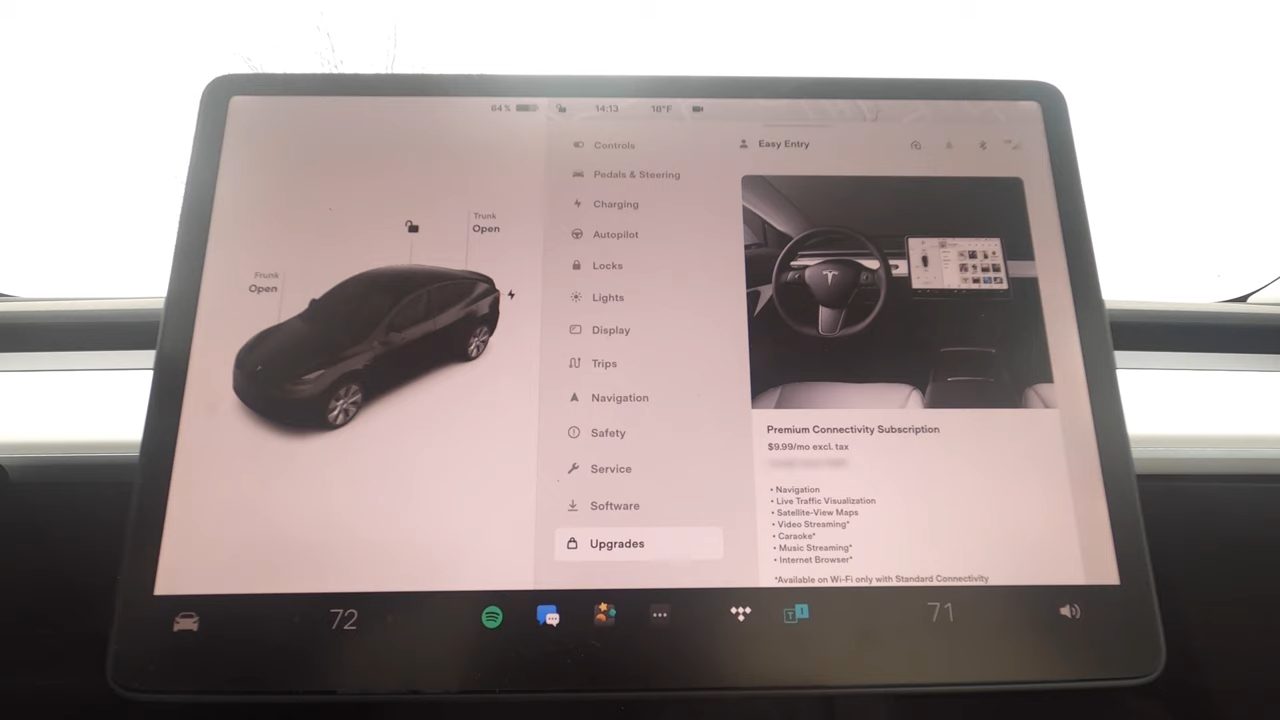 64%
14:13
18°F
Controls
Pedals & Steering
Charging
Autopilot
Locks
Lights
Display
Trips
Navigation
Safety
Service
Software
Upgrades
Trunk
Open
Frunk
Open
Easy Entry
Premium Connectivity Subscription
$9.99/mo excl. tax
• Navigation
• Live Traffic Visualization
• Satellite-View Maps
• Video Streaming*
• Caraoke*
• Music Streaming*
• Internet Browser*
*Available on Wi-Fi only with Standard Connectivity
72
71